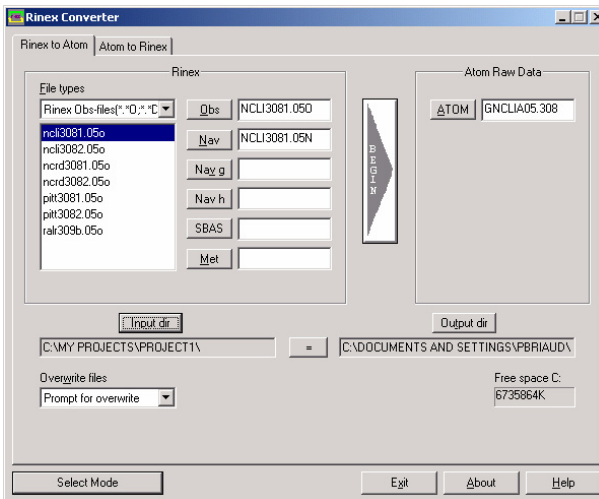 Rinex Converter
Rinex to Atom
Atom to Rinex
Rinex
File types
Rinex Obs-files(*.*O;*.*D
ncli3081.05o
ncli3082.05o
ncrd3081.05o
ncrd3082.05o
pitt3081.05o
pitt3082.05o
ralr309b.05o
Obs NCLI3081.05O
Nav NCLI3081.05N
Nav g
Nav h
SBAS
Met
BEGIN
Atom Raw Data
ATOM GNCLIA05.308
Input dir
Output dir
C:\MY PROJECTS\PROJECT1\ = C:\DOCUMENTS AND SETTINGS\PBRIAUD\
Overwrite files
Prompt for overwrite
Free space C:
6735864K
Select Mode Exit About Help